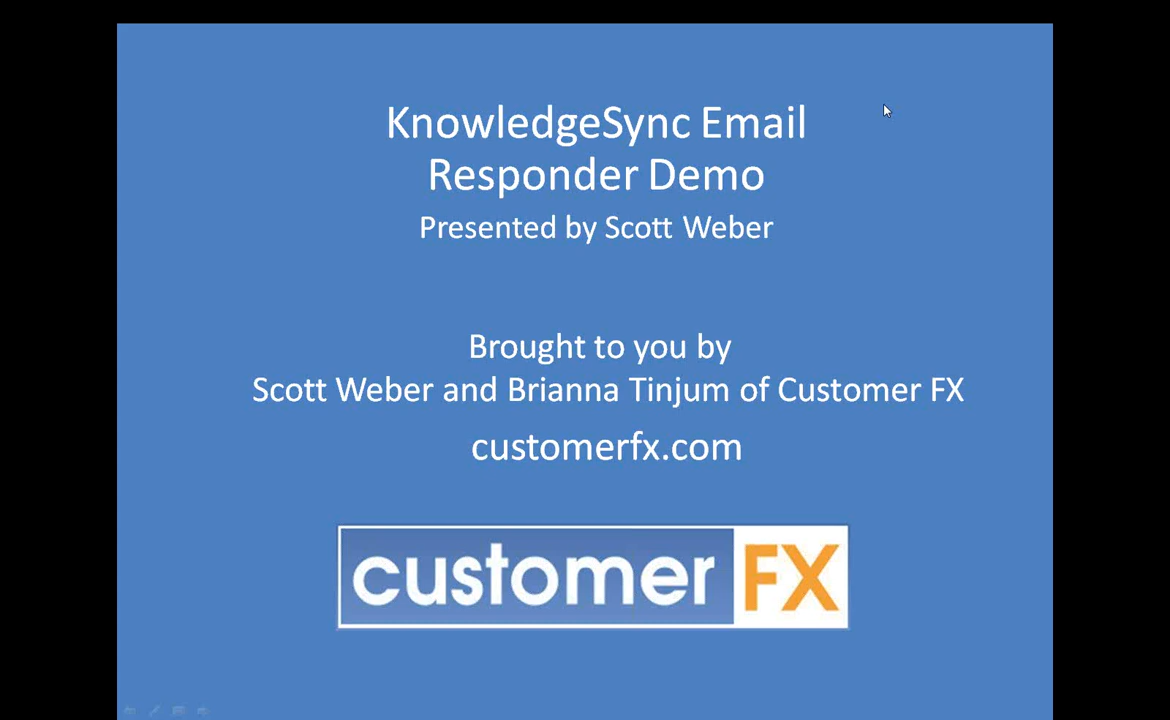 KnowledgeSync Email
Responder Demo
Presented by Scott Weber
Brought to you by
Scott Weber and Brianna Tinjum of Customer FX
customerfx.com
customer FX